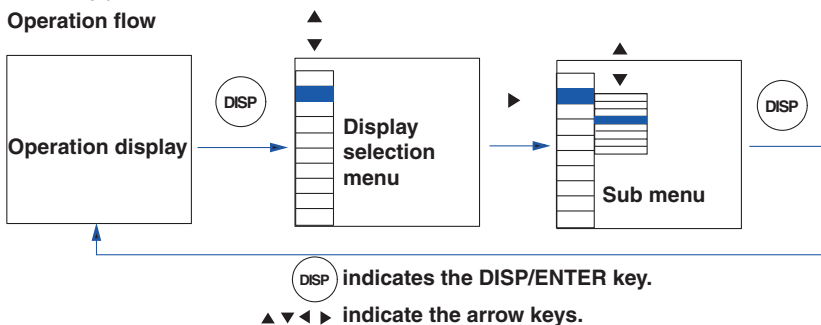 Operation flow
▲
▼
Operation display
DISP
Display
selection
menu
▶
▲
▼
Sub menu
DISP
DISP indicates the DISP/ENTER key.
▲ ▼ ◀ ▶ indicate the arrow keys.